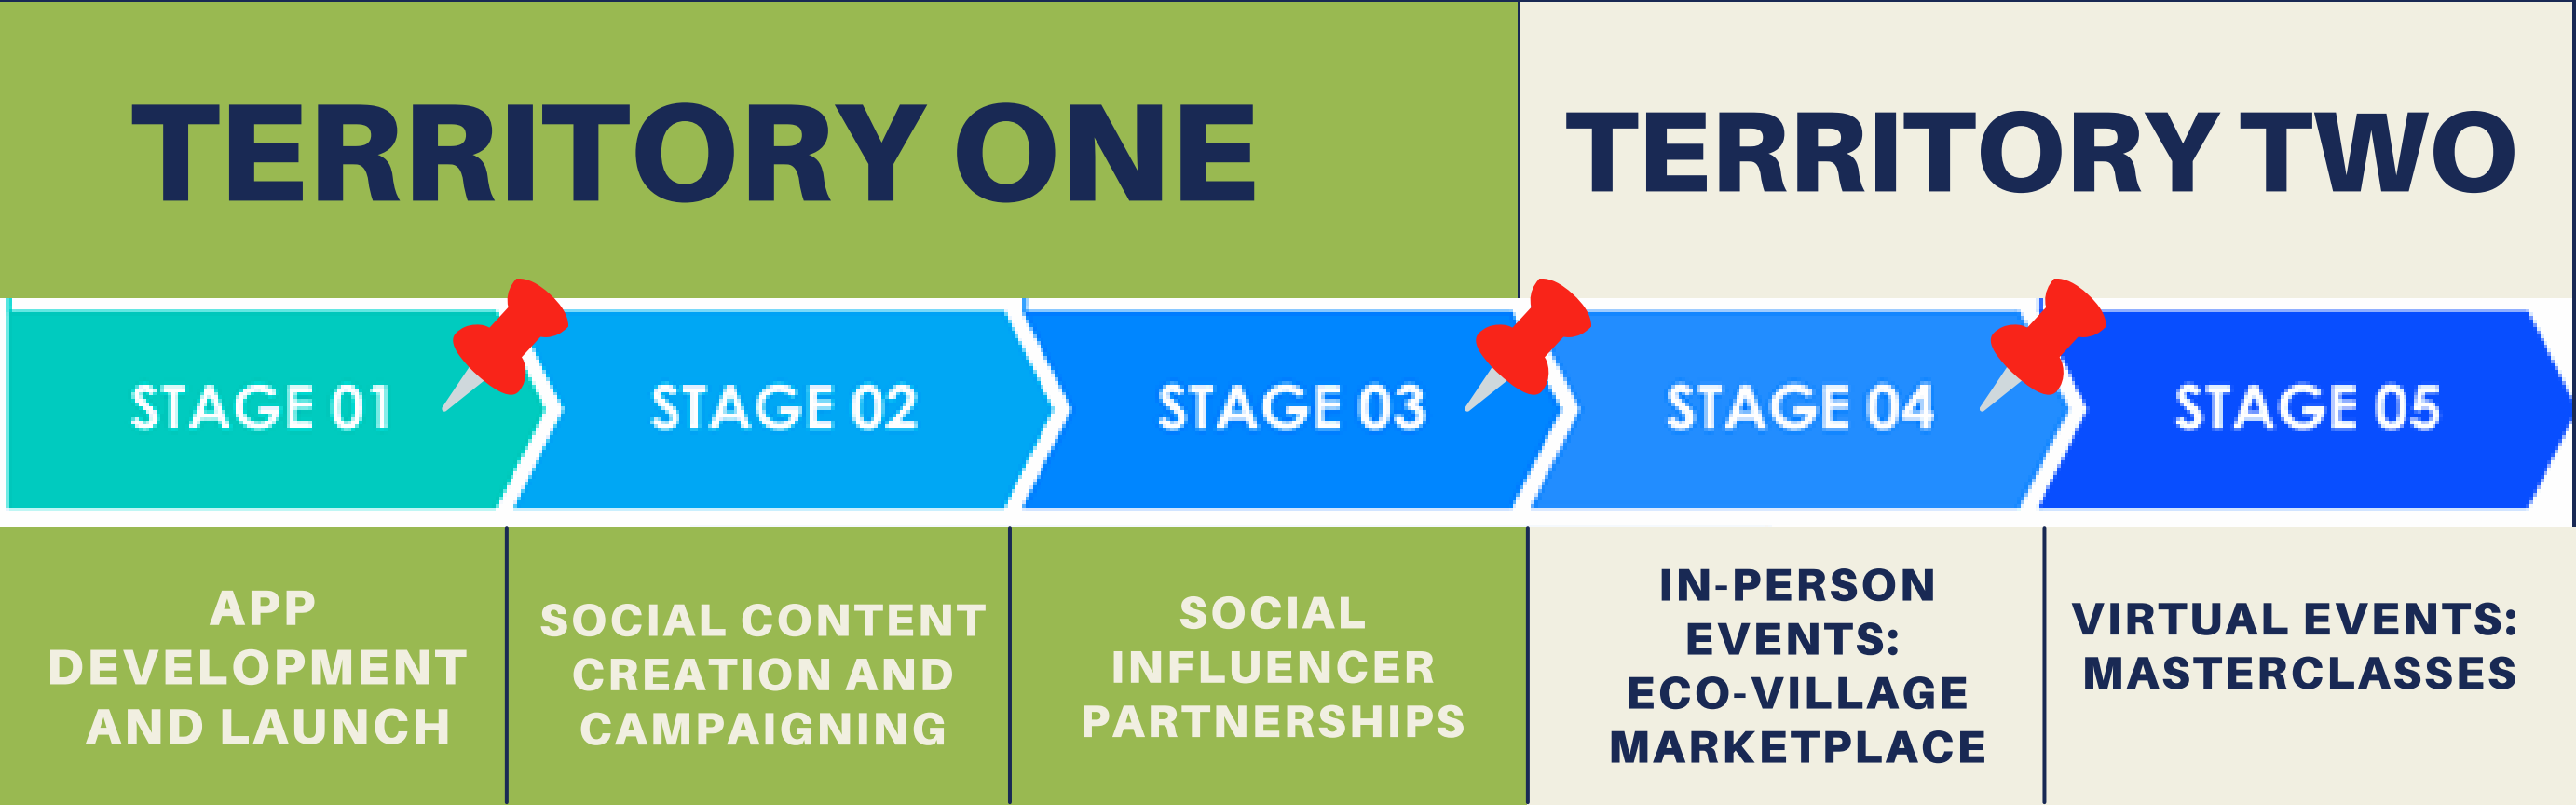 TERRITORY ONE
TERRITORY TWO
STAGE 01
STAGE 02
STAGE 03
STAGE 04
STAGE 05
APP
DEVELOPMENT
AND LAUNCH
SOCIAL CONTENT
CREATION AND
CAMPAIGNING
SOCIAL
INFLUENCER
PARTNERSHIPS
IN-PERSON
EVENTS:
ECO-VILLAGE
MARKETPLACE
VIRTUAL EVENTS:
MASTERCLASSES